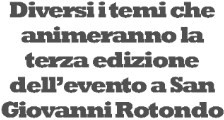 Diversi i temi che
animeranno la
terza edizione
dell'evento a San
Giovanni Rotondo